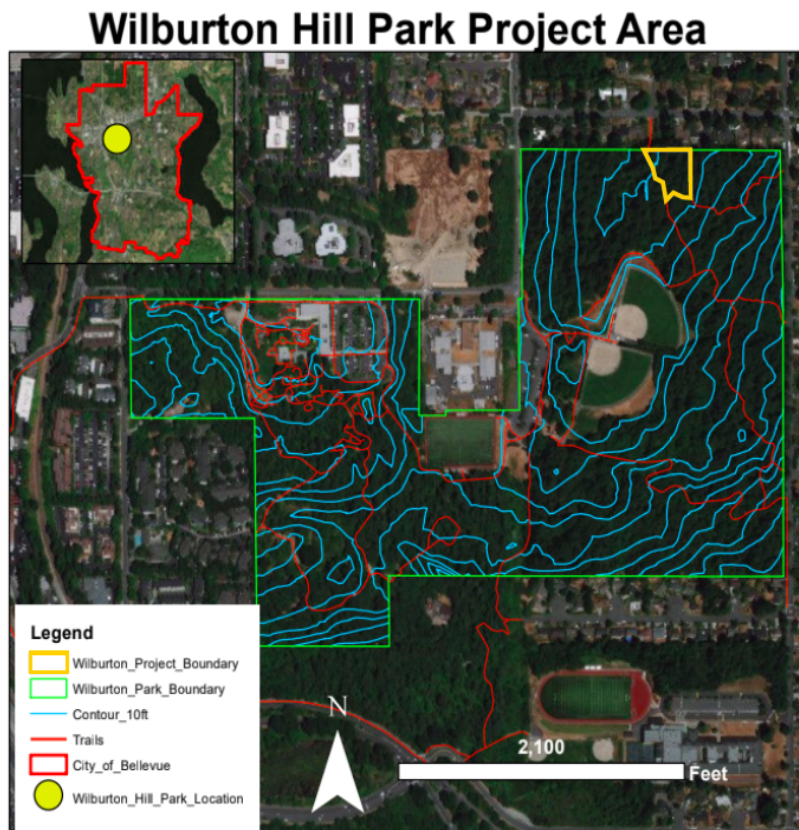 Wilburton Hill Park Project Area
Legend
Wilburton_Project_Boundary
Wilburton_Park_Boundary
Contour_10ft
Trails
City_of_Bellevue
Wilburton_Hill_Park_Location
N
2,100
Feet